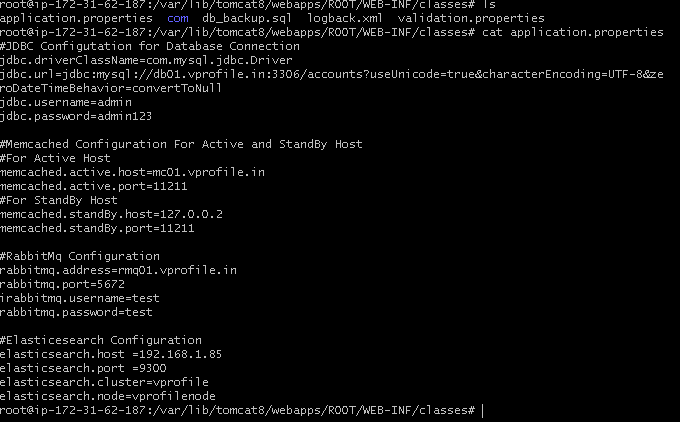 root@ip-172-31-62-187:/var/lib/tomcat8/webapps/ROOT/WEB-INF/classes# ls
application.properties  com  db_backup.sql  logback.xml  validation.properties
root@ip-172-31-62-187:/var/lib/tomcat8/webapps/ROOT/WEB-INF/classes# cat application.properties
#JDBC Configutation for Database Connection
jdbc.driverClassName=com.mysql.jdbc.Driver
jdbc.url=jdbc:mysql://db01.vprofile.in:3306/accounts?useUnicode=true&characterEncoding=UTF-8&ze
roDateTimeBehavior=convertToNull
jdbc.username=admin
jdbc.password=admin123
#Memcached Configuration For Active and StandBy Host
#For Active Host
memcached.active.host=mc01.vprofile.in
memcached.active.port=11211
#For StandBy Host
memcached.standBy.host=127.0.0.2
memcached.standBy.port=11211
#RabbitMq Configuration
rabbitmq.address=rmq01.vprofile.in
rabbitmq.port=5672
irabbitmq.username=test
rabbitmq.password=test
#Elasticesearch Configuration
elasticsearch.host =192.168.1.85
elasticsearch.port =9300
elasticsearch.cluster=vprofile
elasticsearch.node=vprofilenode
root@ip-172-31-62-187:/var/lib/tomcat8/webapps/ROOT/WEB-INF/classes#